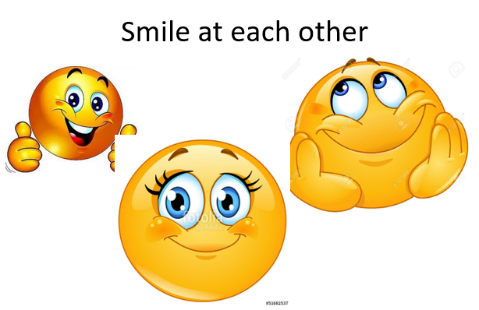 Smile at each other